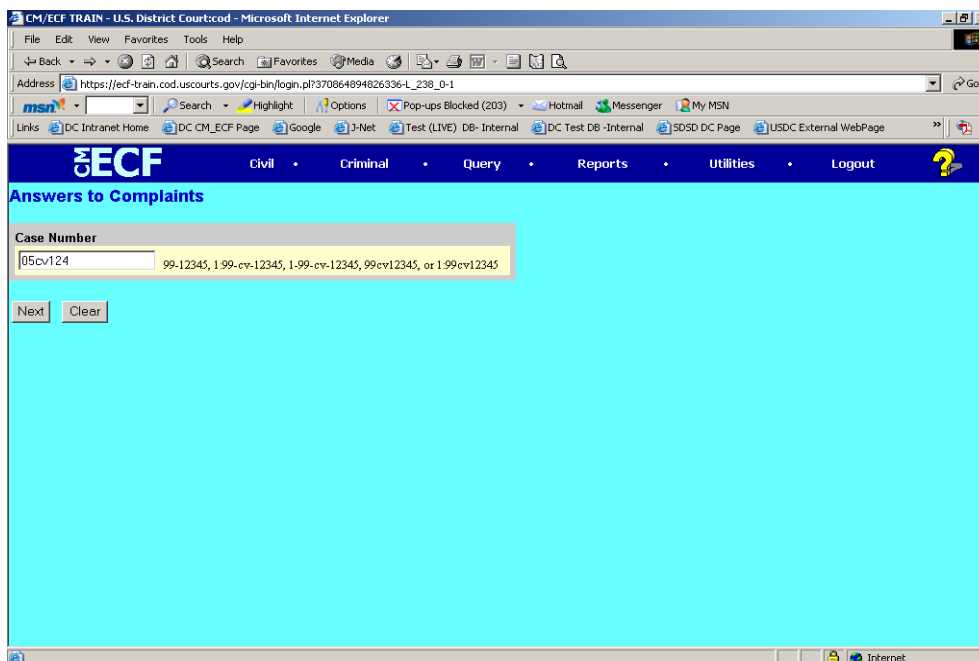 CM/ECF TRAIN - U.S. District Court:cod - Microsoft Internet Explorer
File Edit View Favorites Tools Help
Back Search Favorites Media
Address https://ecf-train.cod.uscourts.gov/cgi-bin/login.pl?370864894826336-L_238_0-1 Go
msn Search Highlight Options Pop-ups Blocked (203) Hotmail Messenger My MSN
Links DC Intranet Home DC CM_ECF Page Google J-Net Test (LIVE) DB- Internal DC Test DB -Internal SDSD DC Page USDC External WebPage »
CM ECF Civil • Criminal • Query • Reports • Utilities • Logout ?
Answers to Complaints
Case Number
05cv124 99-12345, 1:99-cv-12345, 1-99-cv-12345, 99cv12345, or 1:99cv12345
Next Clear
Internet